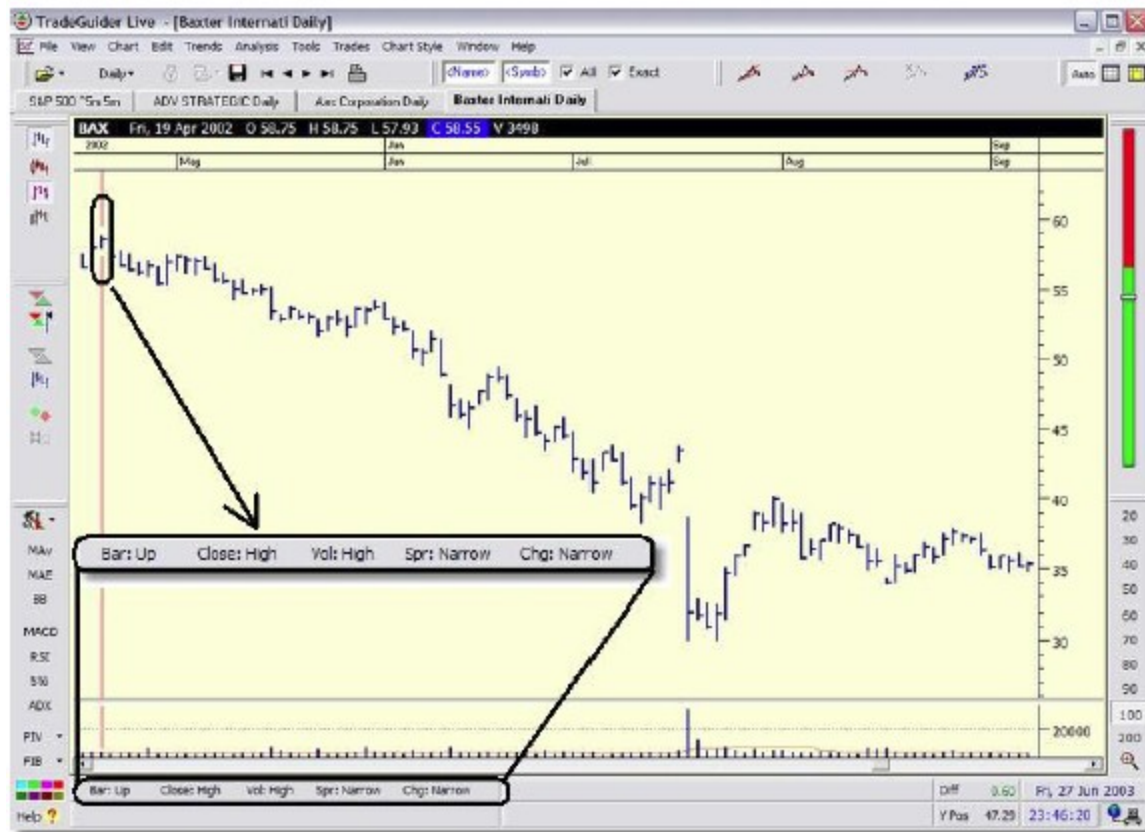 TradeGuider Live - [Baxter Internati Daily]
File View Chart Edit Trends Analysis Tools Trades Chart Style Window Help
Daily <Name> <Symb> All Exact Auto
S&P 500 ^5m 5m ADV STRATEGIC Daily Corporation Daily Baxter Internati Daily
BAX Fri, 19 Apr 2002 O 58.75 H 58.75 L 57.93 C 58.55 V 3498
2002 Jun Sep
May Jun Jul Aug Sep
60
55
50
45
40
35
30
20000
Bar: Up Close: High Vol: High Spr: Narrow Chg: Narrow
MAv
MAE
BB
MACD
RSI
S%
ADX
PIV
FIB
20
30
40
50
60
70
80
90
100
200
Bar: Up Close: High Vol: High Spr: Narrow Chg: Narrow
Diff 0.60 Fri, 27 Jun 2003
Help ? Y Pos 47.29 23:46:20